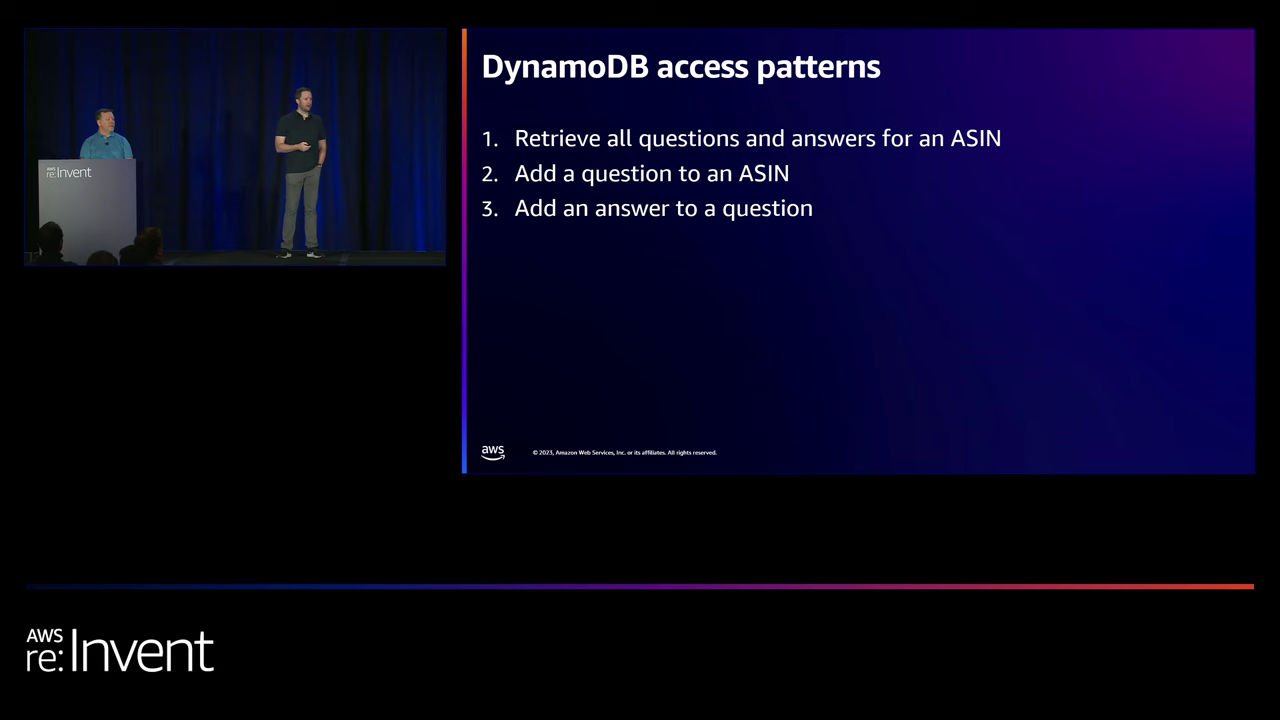 AWS
re:Invent
DynamoDB access patterns
1. Retrieve all questions and answers for an ASIN
2. Add a question to an ASIN
3. Add an answer to a question
aws
© 2023, Amazon Web Services, Inc. or its affiliates. All rights reserved.
AWS
re:Invent